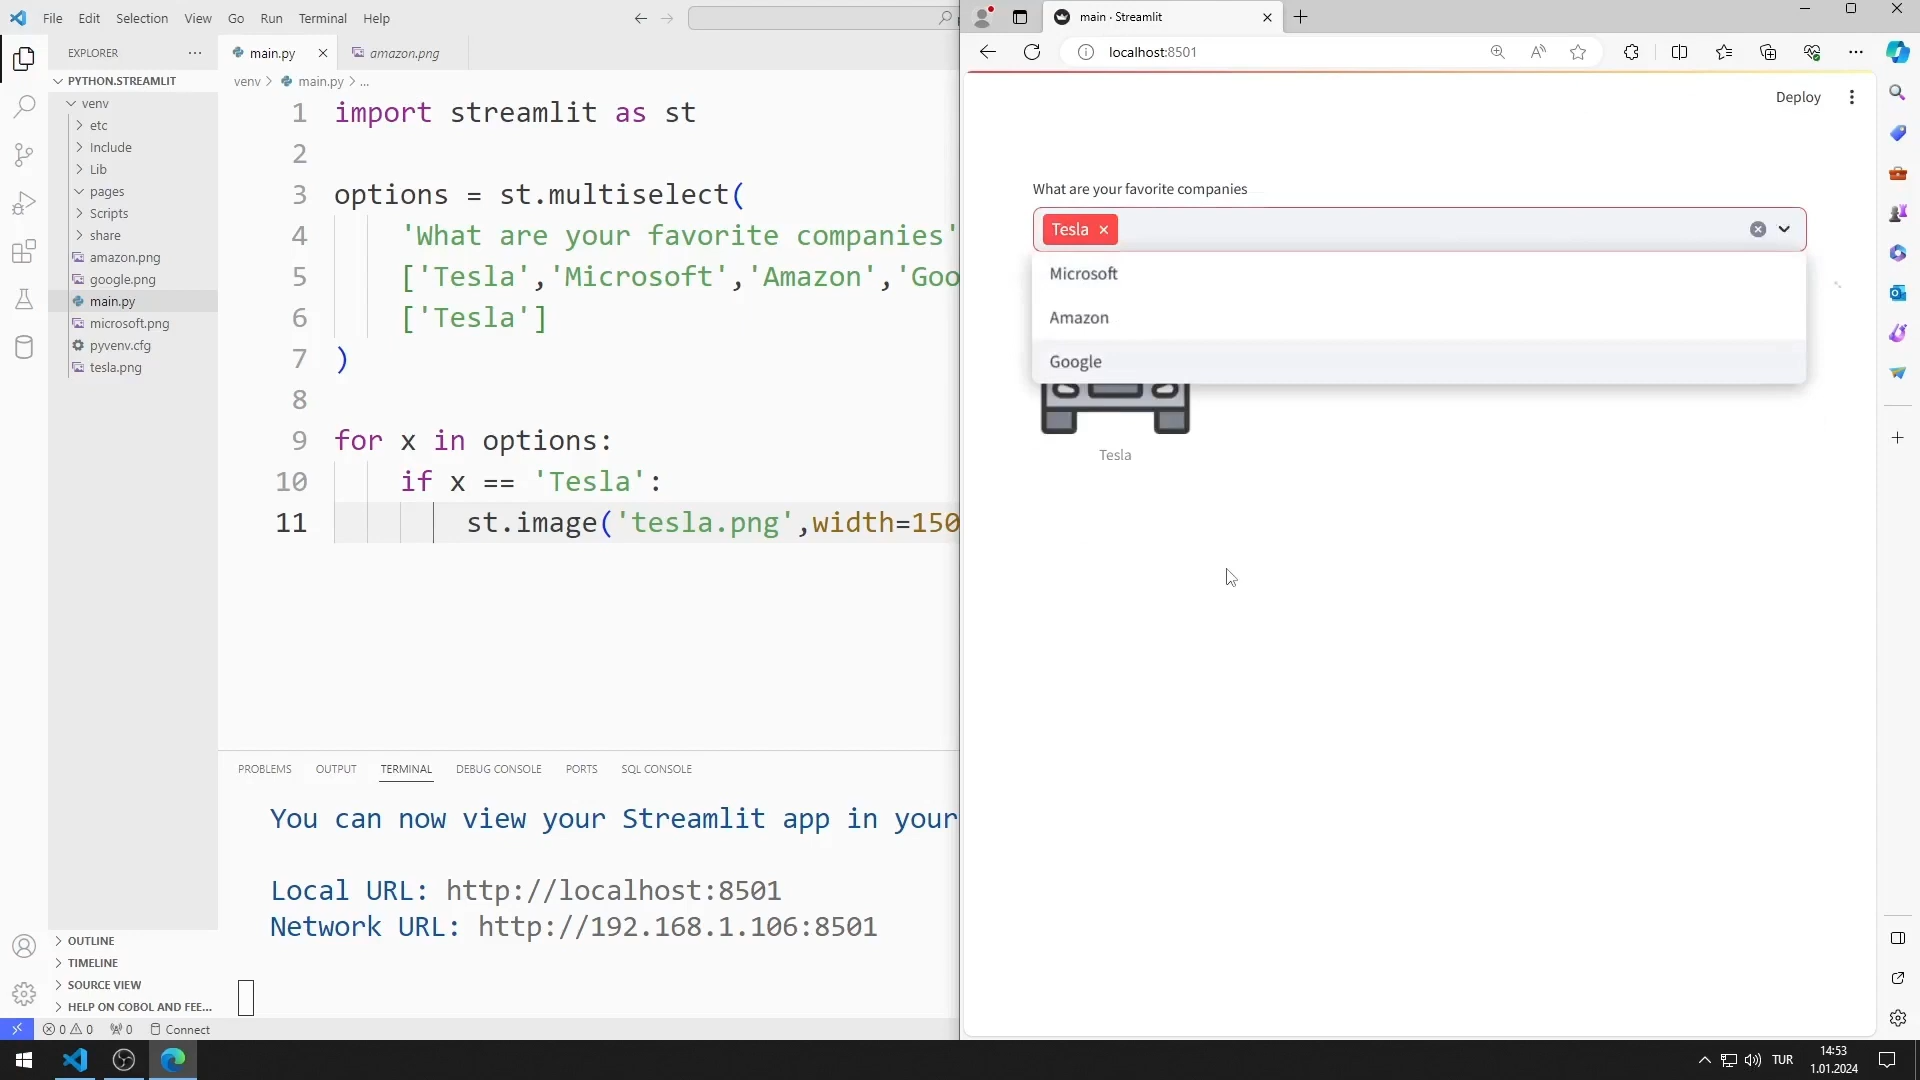 File Edit Selection View Go Run Terminal Help
EXPLORER
PYTHON.STREAMLIT
venv
etc
Include
Lib
pages
Scripts
share
amazon.png
google.png
main.py
microsoft.png
pyvenv.cfg
tesla.png
OUTLINE
TIMELINE
SOURCE VIEW
HELP ON COBOL AND FEE...
main.py
amazon.png
venv > main.py > ...
1 import streamlit as st
2
3 options = st.multiselect(
4 'What are your favorite companies'
5 ['Tesla','Microsoft','Amazon','Goo
6 ['Tesla']
7 )
8
9 for x in options:
10 if x == 'Tesla':
11 st.image('tesla.png',width=150
PROBLEMS OUTPUT TERMINAL DEBUG CONSOLE PORTS SQL CONSOLE
You can now view your Streamlit app in your
Local URL: http://localhost:8501
Network URL: http://192.168.1.106:8501
0 0 0 Connect
main · Streamlit
localhost:8501
Deploy
What are your favorite companies
Tesla
Microsoft
Amazon
Google
Tesla
TUR
14:53
1.01.2024